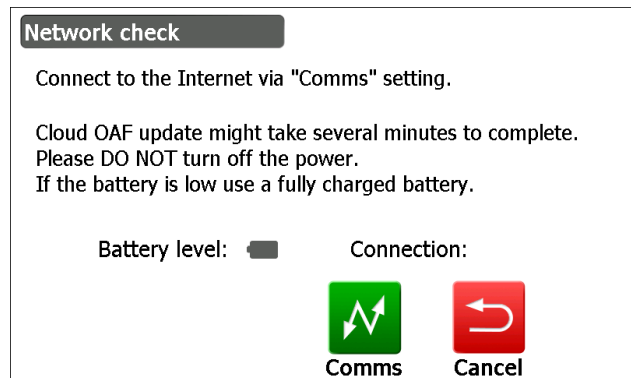 Network check
Connect to the Internet via "Comms" setting.
Cloud OAF update might take several minutes to complete.
Please DO NOT turn off the power.
If the battery is low use a fully charged battery.
Battery level: Connection:
Comms Cancel